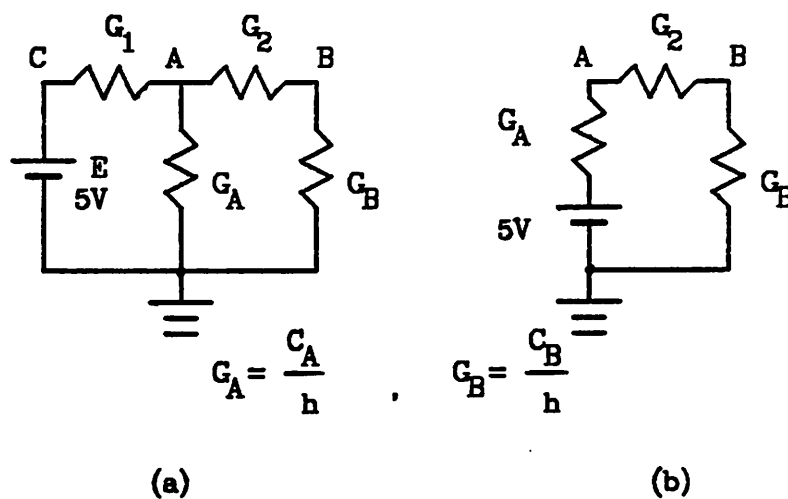 G1 G2
C A B
E
5V
GA GB
G2
A B
GA
5V
GB
GA = CA/h , GB = CB/h
(a) (b)